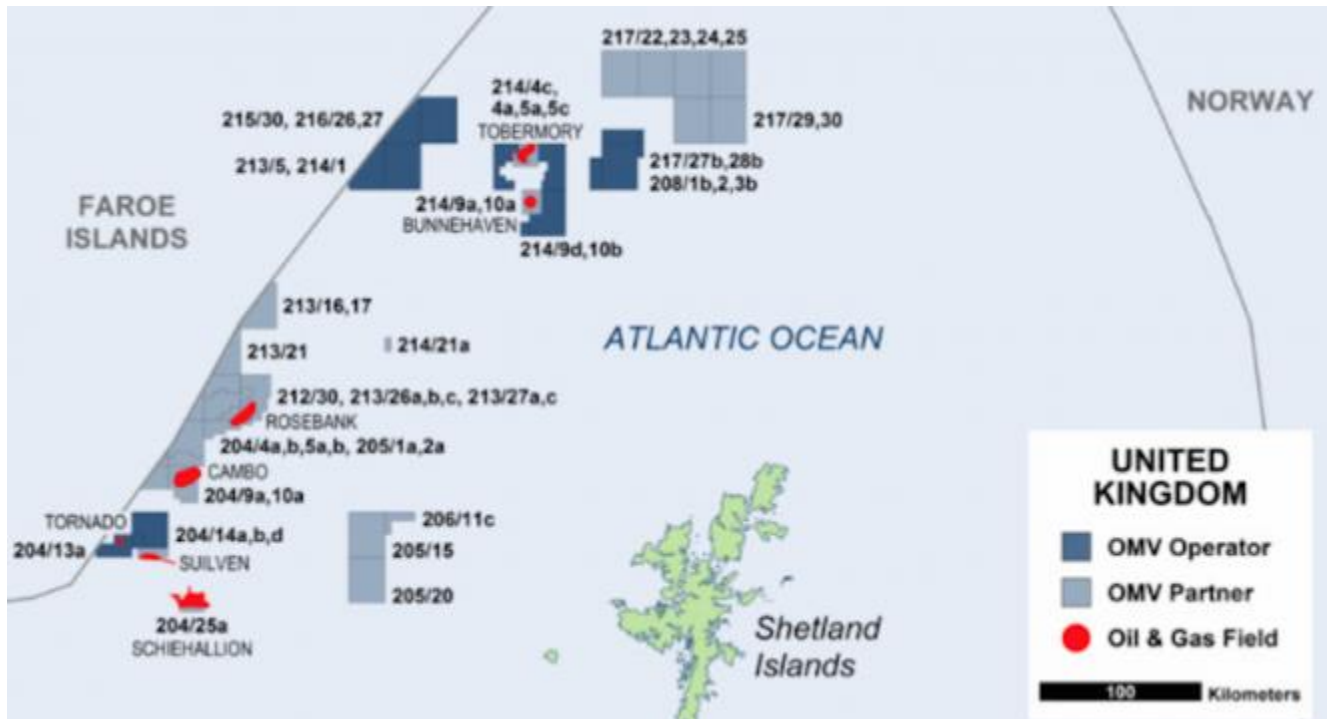 217/22,23,24,25
214/4c,
4a,5a,5c
TOBERMORY
NORWAY
215/30, 216/26,27
217/29,30
213/5, 214/1
217/27b,28b
208/1b,2,3b
FAROE
ISLANDS
214/9a,10a
BUNNEHAVEN
214/9d,10b
213/16,17
ATLANTIC OCEAN
214/21a
213/21
212/30, 213/26a,b,c, 213/27a,c
ROSEBANK
204/4a,b,5a,b, 205/1a,2a
CAMBO
204/9a,10a
TORNADO
204/14a,b,d
204/13a
SUILVEN
206/11c
205/15
205/20
204/25a
SCHIEHALLION
Shetland
Islands
UNITED
KINGDOM
OMV Operator
OMV Partner
Oil & Gas Field
100 Kilometers